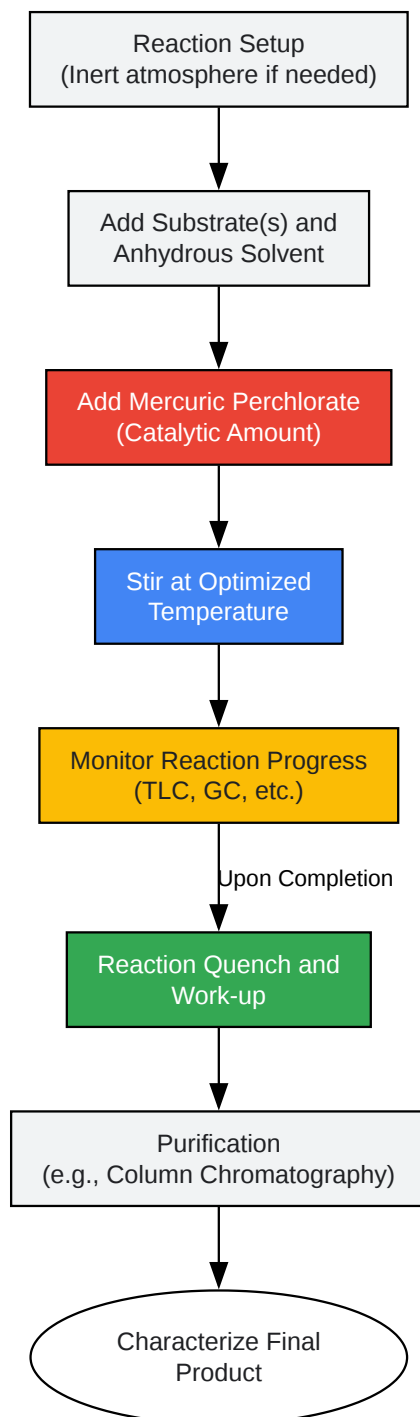 Reaction Setup
(Inert atmosphere if needed)
Add Substrate(s) and
Anhydrous Solvent
Add Mercuric Perchlorate
(Catalytic Amount)
Stir at Optimized
Temperature
Monitor Reaction Progress
(TLC, GC, etc.)
Upon Completion
Reaction Quench and
Work-up
Purification
(e.g., Column Chromatography)
Characterize Final
Product